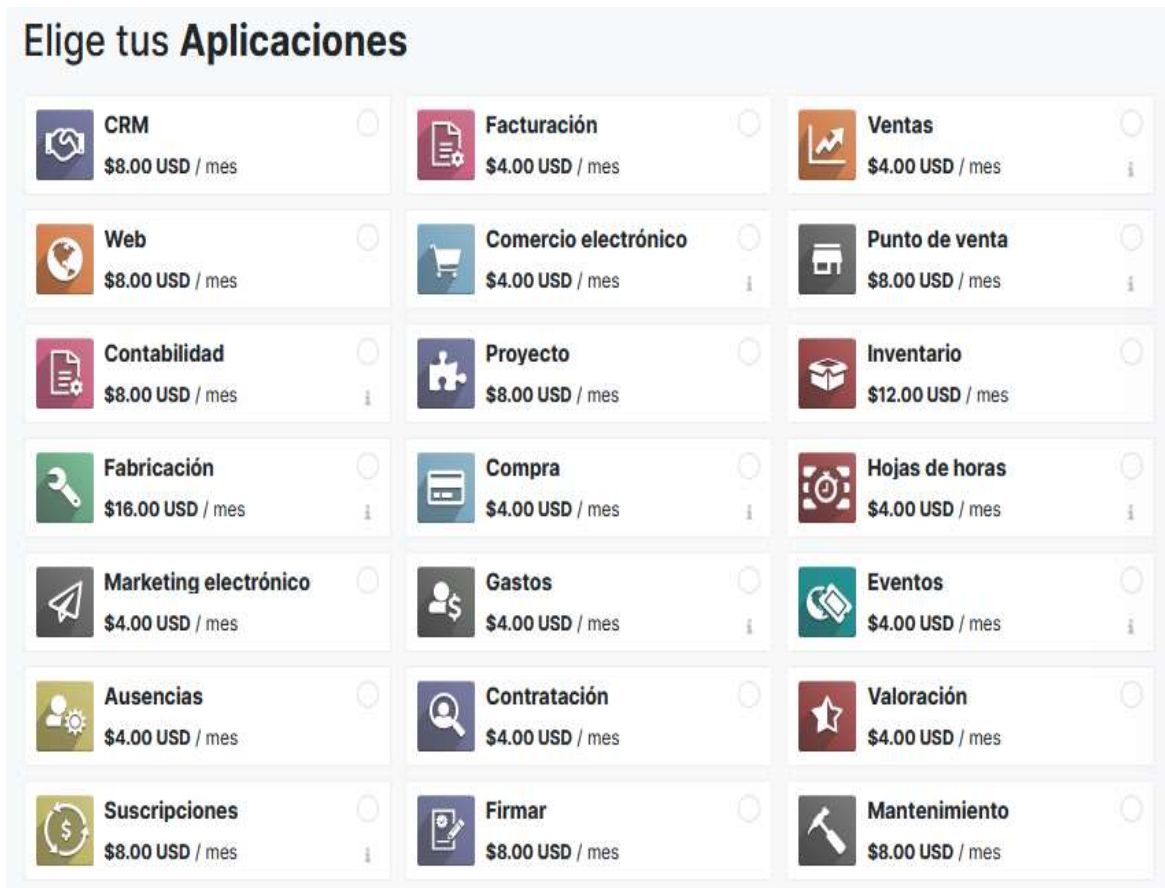 Elige tus Aplicaciones
CRM
$8.00 USD / mes
Facturación
$4.00 USD / mes
Ventas
$4.00 USD / mes
Web
$8.00 USD / mes
Comercio electrónico
$4.00 USD / mes
Punto de venta
$8.00 USD / mes
Contabilidad
$8.00 USD / mes
Proyecto
$8.00 USD / mes
Inventario
$12.00 USD / mes
Fabricación
$16.00 USD / mes
Compra
$4.00 USD / mes
Hojas de horas
$4.00 USD / mes
Marketing electrónico
$4.00 USD / mes
Gastos
$4.00 USD / mes
Eventos
$4.00 USD / mes
Ausencias
$4.00 USD / mes
Contratación
$4.00 USD / mes
Valoración
$4.00 USD / mes
Suscripciones
$8.00 USD / mes
Firmar
$8.00 USD / mes
Mantenimiento
$8.00 USD / mes